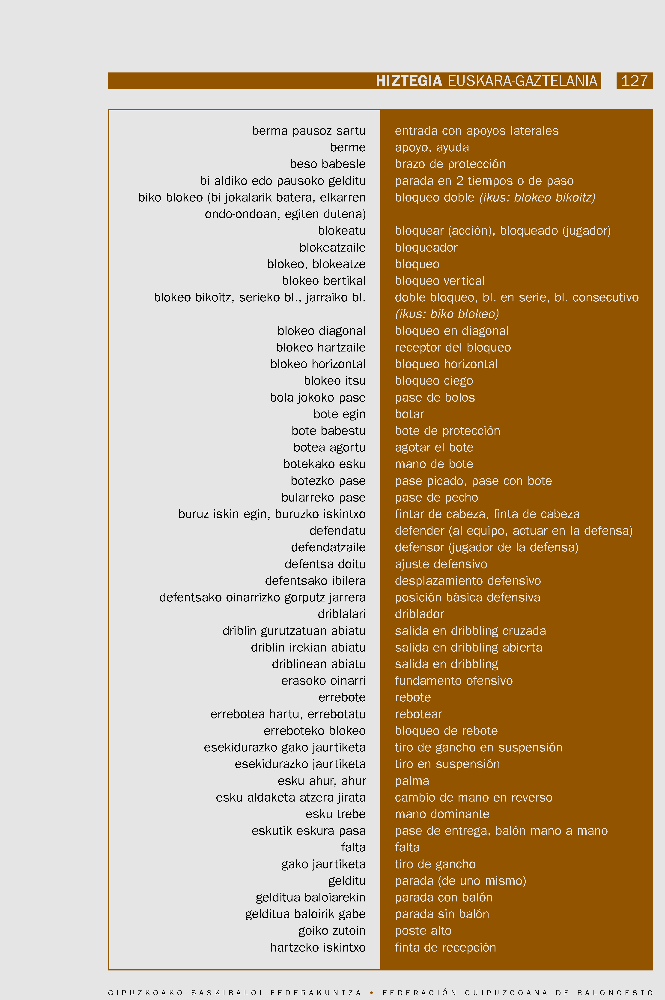 HIZTEGIA EUSKARA-GAZTELANIA 127
berma pausoz sartu entrada con apoyos laterales
berme apoyo, ayuda
beso babesle brazo de protección
bi aldiko edo pausoko gelditu parada en 2 tiempos o de paso
biko blokeo (bi jokalarik batera, elkarren bloqueo doble (ikus: blokeo bikoitz)
ondo-ondoan, egiten dutena)
blokeatu bloquear (acción), bloqueado (jugador)
blokeatzaile bloqueador
blokeo, blokeatze bloqueo
blokeo bertikal bloqueo vertical
blokeo bikoitz, serieko bl., jarraiko bl. doble bloqueo, bl. en serie, bl. consecutivo
(ikus: biko blokeo)
blokeo diagonal bloqueo en diagonal
blokeo hartzaile receptor del bloqueo
blokeo horizontal bloqueo horizontal
blokeo itsu bloqueo ciego
bola jokoko pase pase de bolos
bote egin botar
bote babestu bote de protección
botea agortu agotar el bote
botekako esku mano de bote
botezko pase pase picado, pase con bote
bularreko pase pase de pecho
buruz iskin egin, buruzko iskintxo fintar de cabeza, finta de cabeza
defendatu defender (al equipo, actuar en la defensa)
defendatzaile defensor (jugador de la defensa)
defentsa doitu ajuste defensivo
defentsako ibilera desplazamiento defensivo
defentsako oinarrizko gorputz jarrera posición básica defensiva
driblalari driblador
driblin gurutzatuan abiatu salida en dribbling cruzada
driblin irekian abiatu salida en dribbling abierta
driblinean abiatu salida en dribbling
erasoko oinarri fundamento ofensivo
errebote rebote
errebotea hartu, errebotatu rebotear
erreboteko blokeo bloqueo de rebote
esekidurazko gako jaurtiketa tiro de gancho en suspensión
esekidurazko jaurtiketa tiro en suspensión
esku ahur, ahur palma
esku aldaketa atzera jirata cambio de mano en reverso
esku trebe mano dominante
eskutik eskura pasa pase de entrega, balón mano a mano
falta falta
gako jaurtiketa tiro de gancho
gelditu parada (de uno mismo)
gelditua baloiarekin parada con balón
gelditua baloirik gabe parada sin balón
goiko zutoin poste alto
hartzeko iskintxo finta de recepción
GIPUZKOAKO SASKIBALOI FEDERAKUNTZA • FEDERACIÓN GUIPUZCOANA DE BALONCESTO